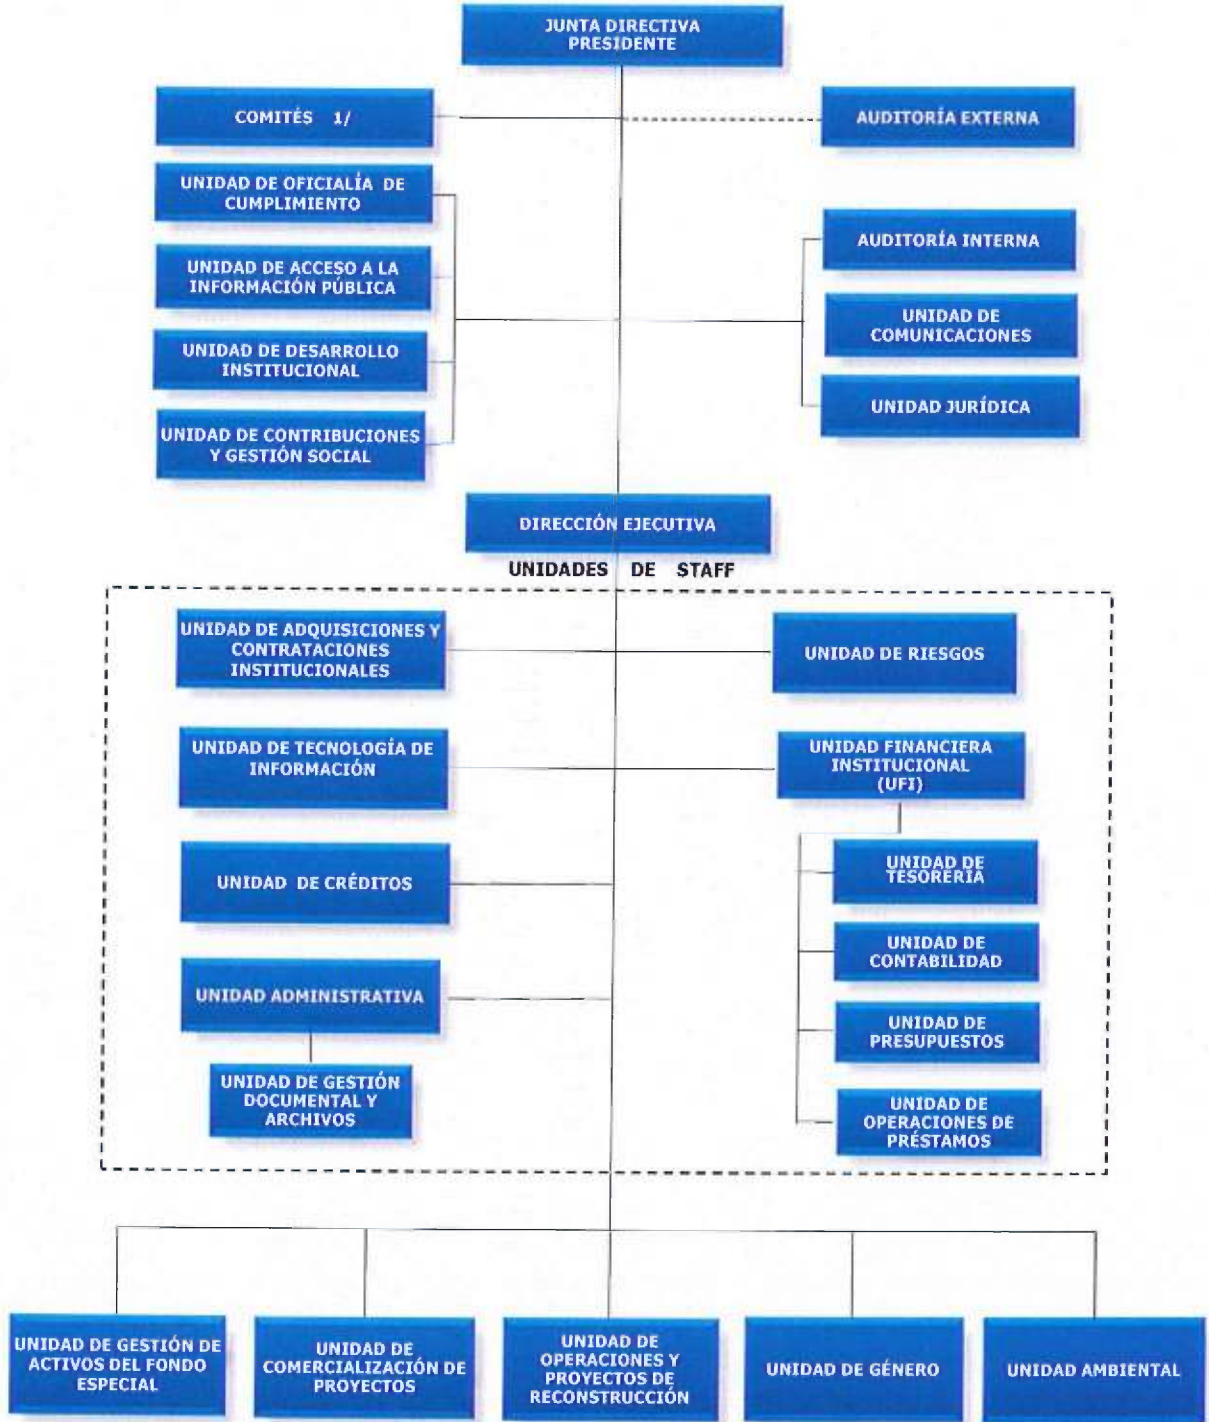 JUNTA DIRECTIVA
PRESIDENTE
COMITÉS 1/
AUDITORÍA EXTERNA
UNIDAD DE OFICIALÍA DE
CUMPLIMIENTO
AUDITORÍA INTERNA
UNIDAD DE ACCESO A LA
INFORMACIÓN PÚBLICA
UNIDAD DE
COMUNICACIONES
UNIDAD DE DESARROLLO
INSTITUCIONAL
UNIDAD JURÍDICA
UNIDAD DE CONTRIBUCIONES
Y GESTIÓN SOCIAL
DIRECCIÓN EJECUTIVA
UNIDADES DE STAFF
UNIDAD DE ADQUISICIONES Y
CONTRATACIONES
INSTITUCIONALES
UNIDAD DE RIESGOS
UNIDAD DE TECNOLOGÍA DE
INFORMACIÓN
UNIDAD FINANCIERA
INSTITUCIONAL
(UFI)
UNIDAD DE CRÉDITOS
UNIDAD DE
TESORERÍA
UNIDAD DE
CONTABILIDAD
UNIDAD ADMINISTRATIVA
UNIDAD DE
PRESUPUESTOS
UNIDAD DE GESTIÓN
DOCUMENTAL Y
ARCHIVOS
UNIDAD DE
OPERACIONES DE
PRÉSTAMOS
UNIDAD DE GESTIÓN DE
ACTIVOS DEL FONDO
ESPECIAL
UNIDAD DE
COMERCIALIZACIÓN DE
PROYECTOS
UNIDAD DE
OPERACIONES Y
PROYECTOS DE
RECONSTRUCCIÓN
UNIDAD DE GÉNERO
UNIDAD AMBIENTAL